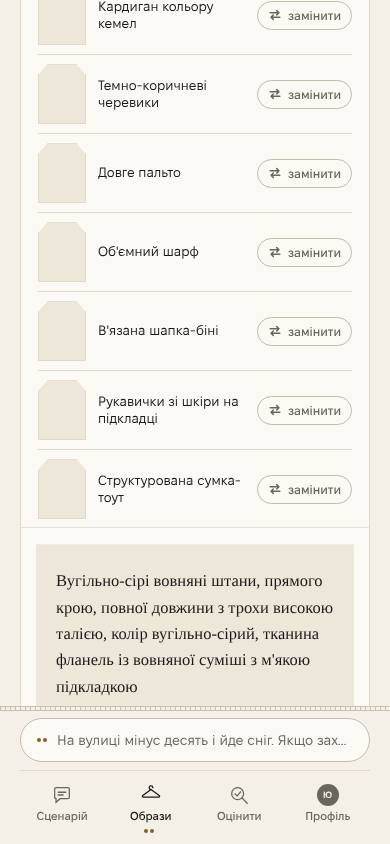 Кардиган кольору
кемел
замінити
Темно-коричневі
черевики
замінити
Довге пальто
замінити
Об'ємний шарф
замінити
В'язана шапка-біні
замінити
Рукавички зі шкіри на
підкладці
замінити
Структурована сумка-
тоут
замінити
Вугільно-сірі вовняні штани, прямого
крою, повної довжини з трохи високою
талією, колір вугільно-сірий, тканина
фланель із вовняної суміші з м'якою
підкладкою
На вулиці мінус десять і йде сніг. Якщо зах...
Ю
Сценарій
Образи
Оцінити
Профіль